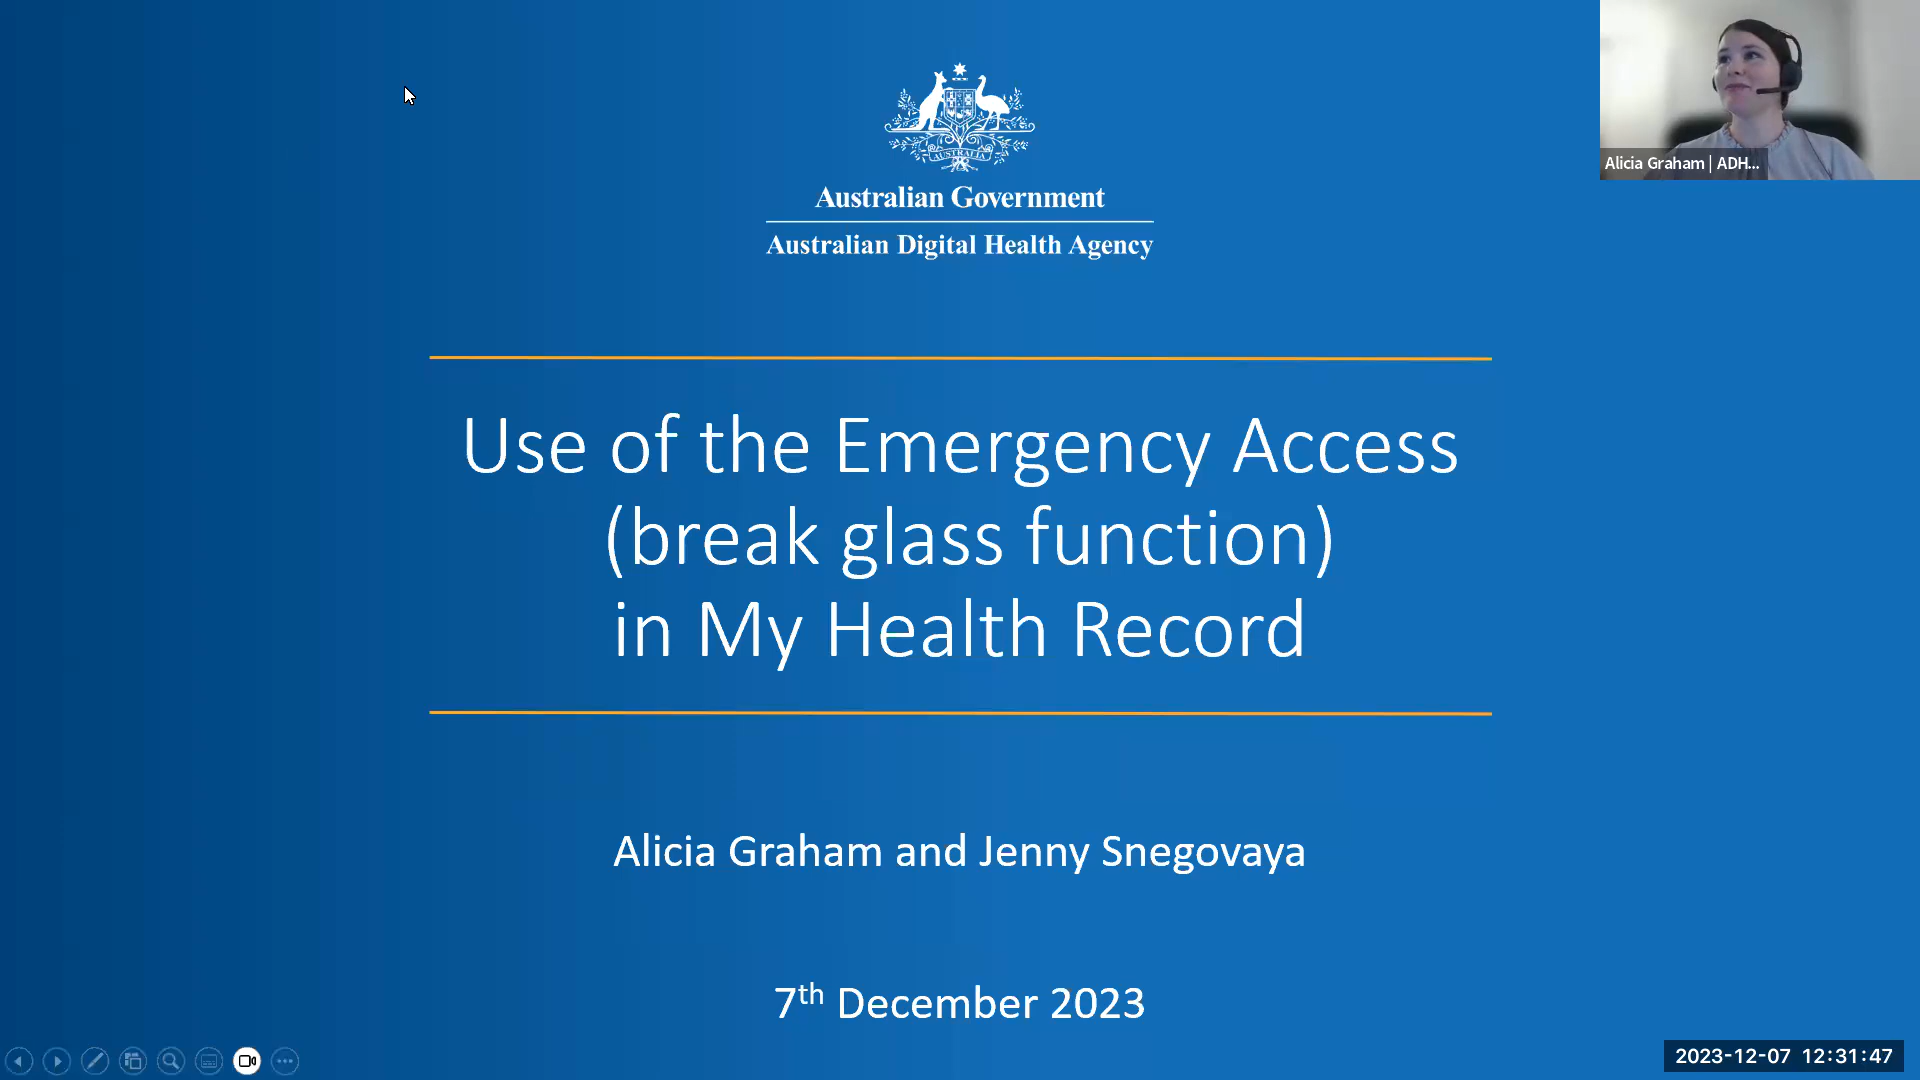 Alicia Graham | ADH...
AUSTRALIA
Australian Government
Australian Digital Health Agency
Use of the Emergency Access
(break glass function)
in My Health Record
Alicia Graham and Jenny Snegovaya
7th December 2023
2023-12-07 12:31:47